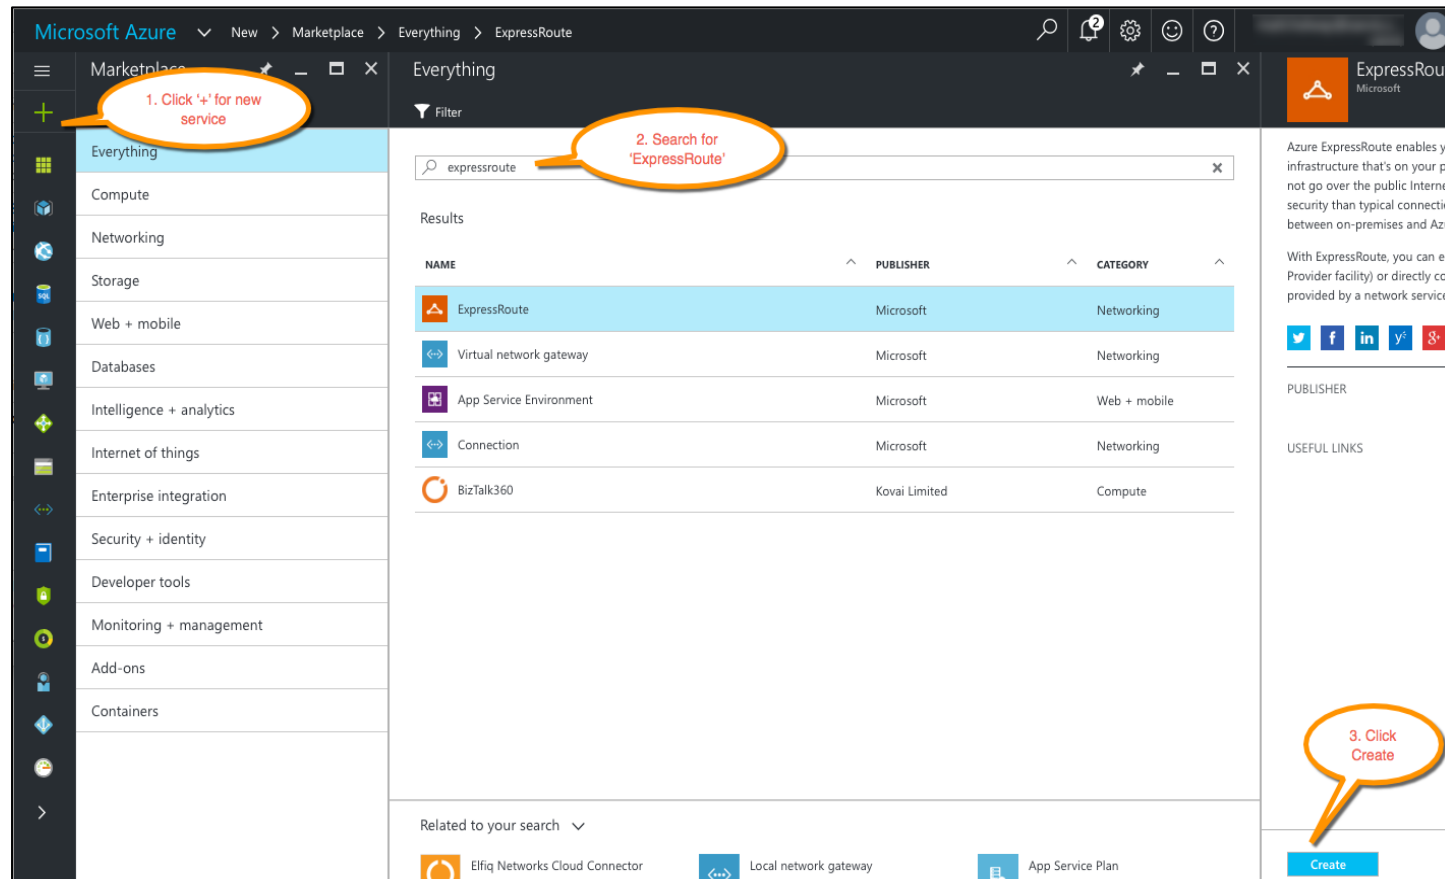 Microsoft Azure New > Marketplace > Everything > ExpressRoute
2
Marketplace
Everything
ExpressRou
Microsoft
1. Click '+' for new
service
Filter
2. Search for
'ExpressRoute'
expressroute
Everything
Compute
Networking
Storage
Web + mobile
Databases
Intelligence + analytics
Internet of things
Enterprise integration
Security + identity
Developer tools
Monitoring + management
Add-ons
Containers
SQL
Results
NAME PUBLISHER CATEGORY
ExpressRoute Microsoft Networking
Virtual network gateway Microsoft Networking
App Service Environment Microsoft Web + mobile
Connection Microsoft Networking
BizTalk360 Kovai Limited Compute
Related to your search
Elfiq Networks Cloud Connector Local network gateway App Service Plan
Azure ExpressRoute enables y
infrastructure that's on your p
not go over the public Interne
security than typical connecti
between on-premises and Az
With ExpressRoute, you can e
Provider facility) or directly co
provided by a network service
PUBLISHER
USEFUL LINKS
3. Click
Create
Create